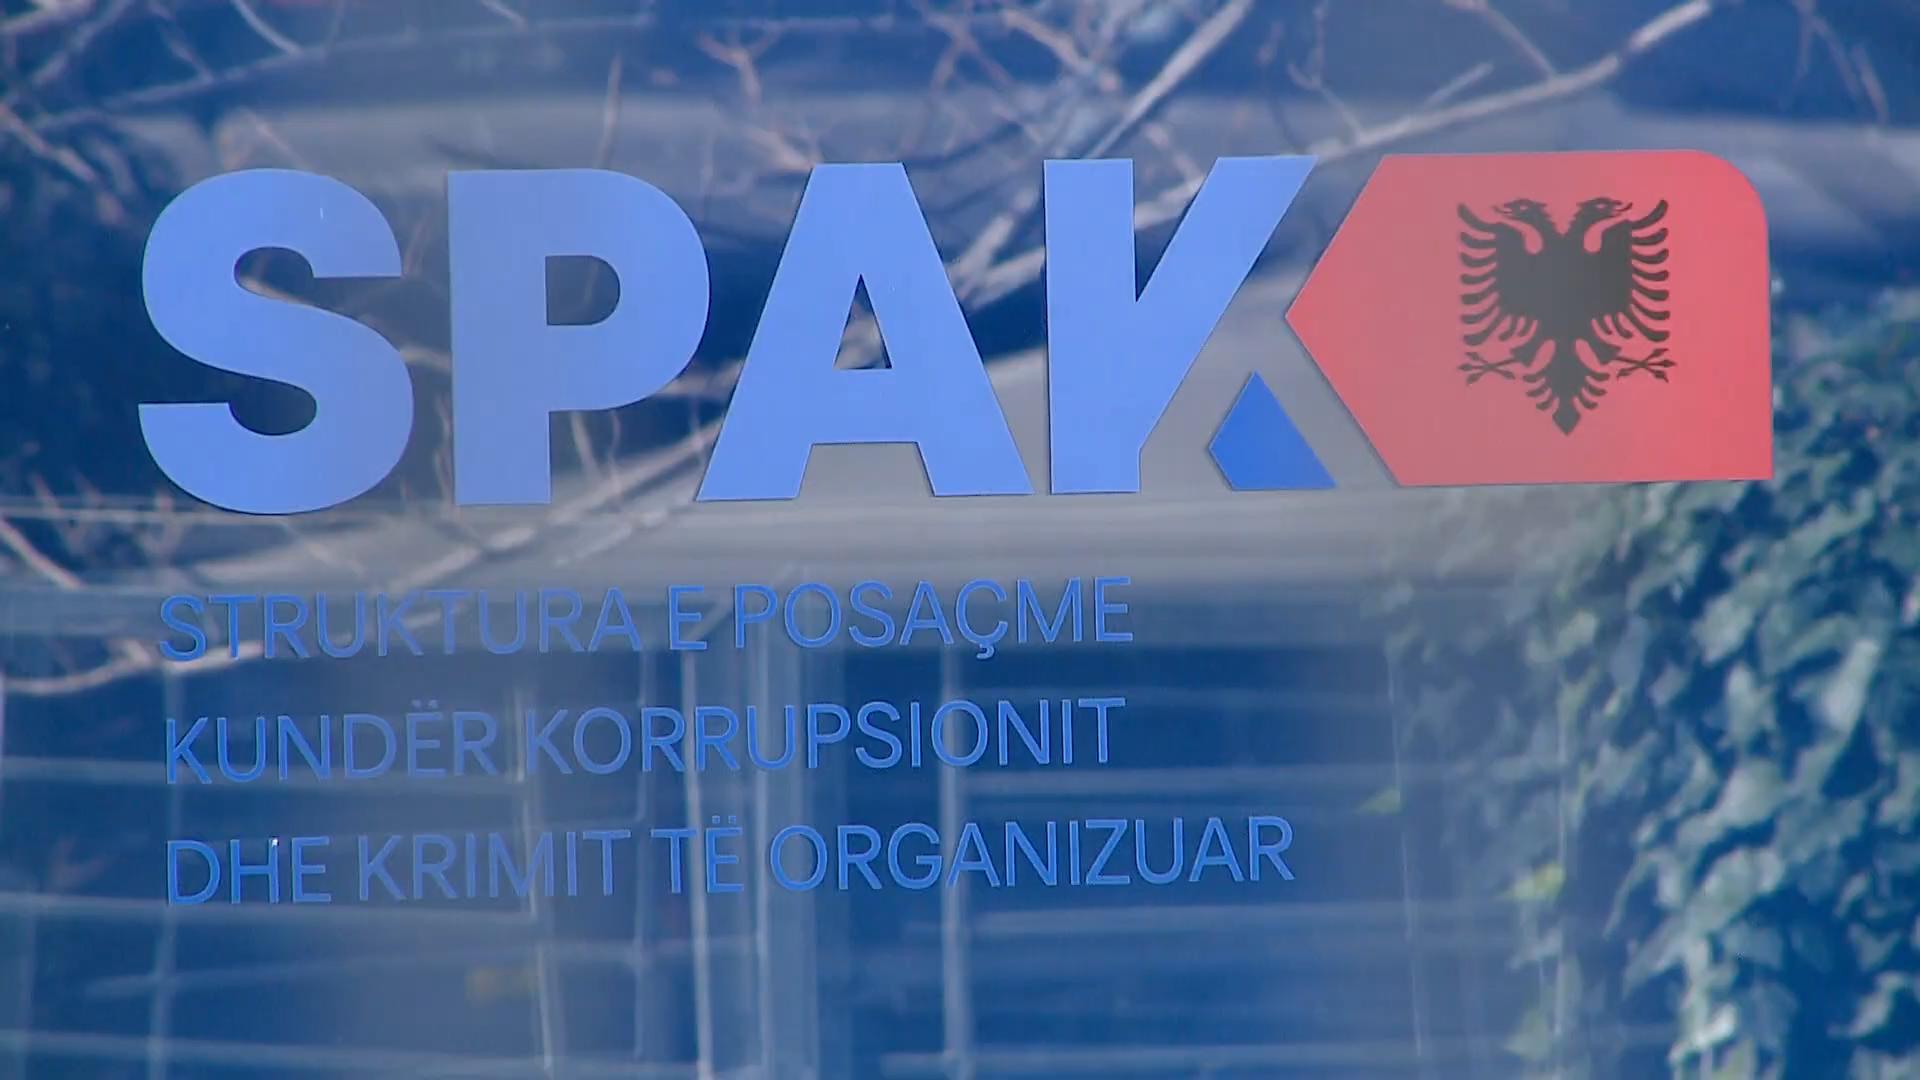 SPAK
STRUKTURA E POSAÇME
KUNDËR KORRUPSIONIT
DHE KRIMIT TË ORGANIZUAR